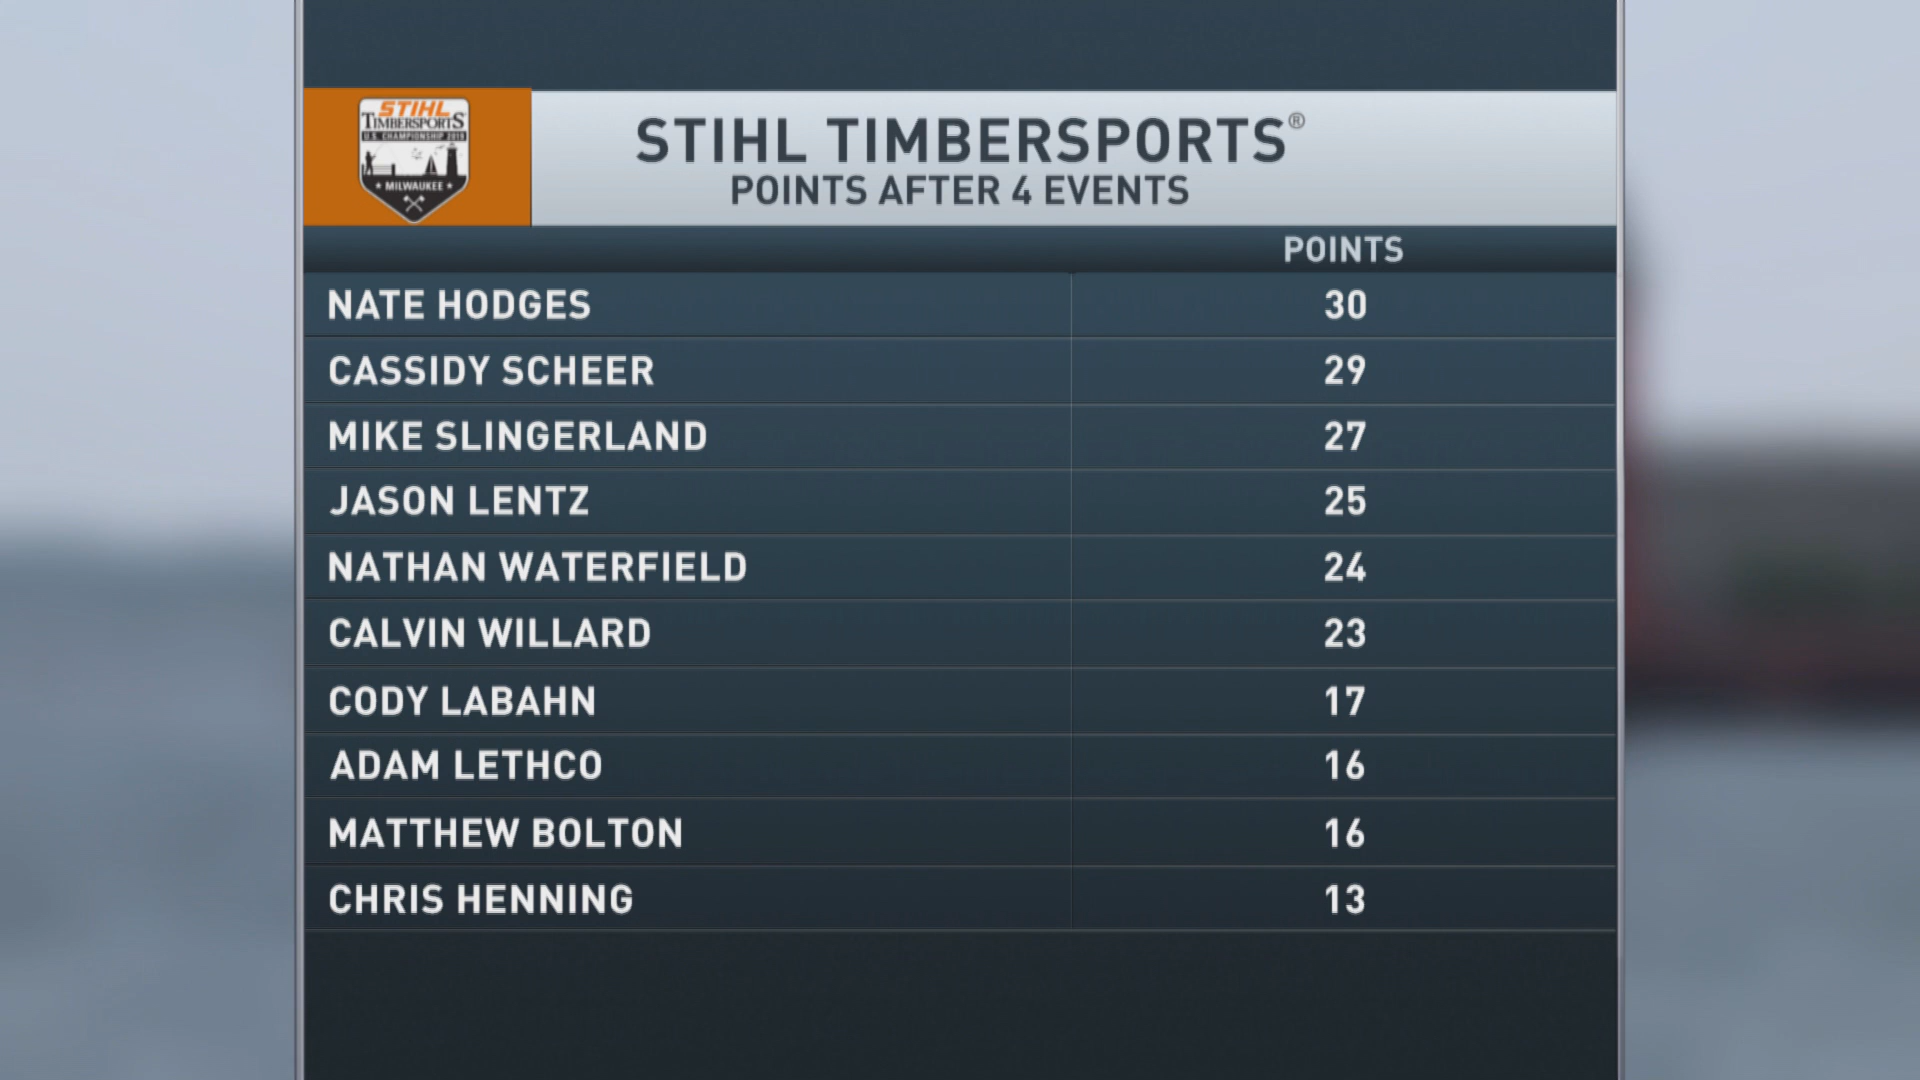 STIHL
TIMBERSPORTS
U.S. CHAMPIONSHIP 2019
MILWAUKEE
STIHL TIMBERSPORTS®
POINTS AFTER 4 EVENTS
POINTS
NATE HODGES 30
CASSIDY SCHEER 29
MIKE SLINGERLAND 27
JASON LENTZ 25
NATHAN WATERFIELD 24
CALVIN WILLARD 23
CODY LABAHN 17
ADAM LETHCO 16
MATTHEW BOLTON 16
CHRIS HENNING 13